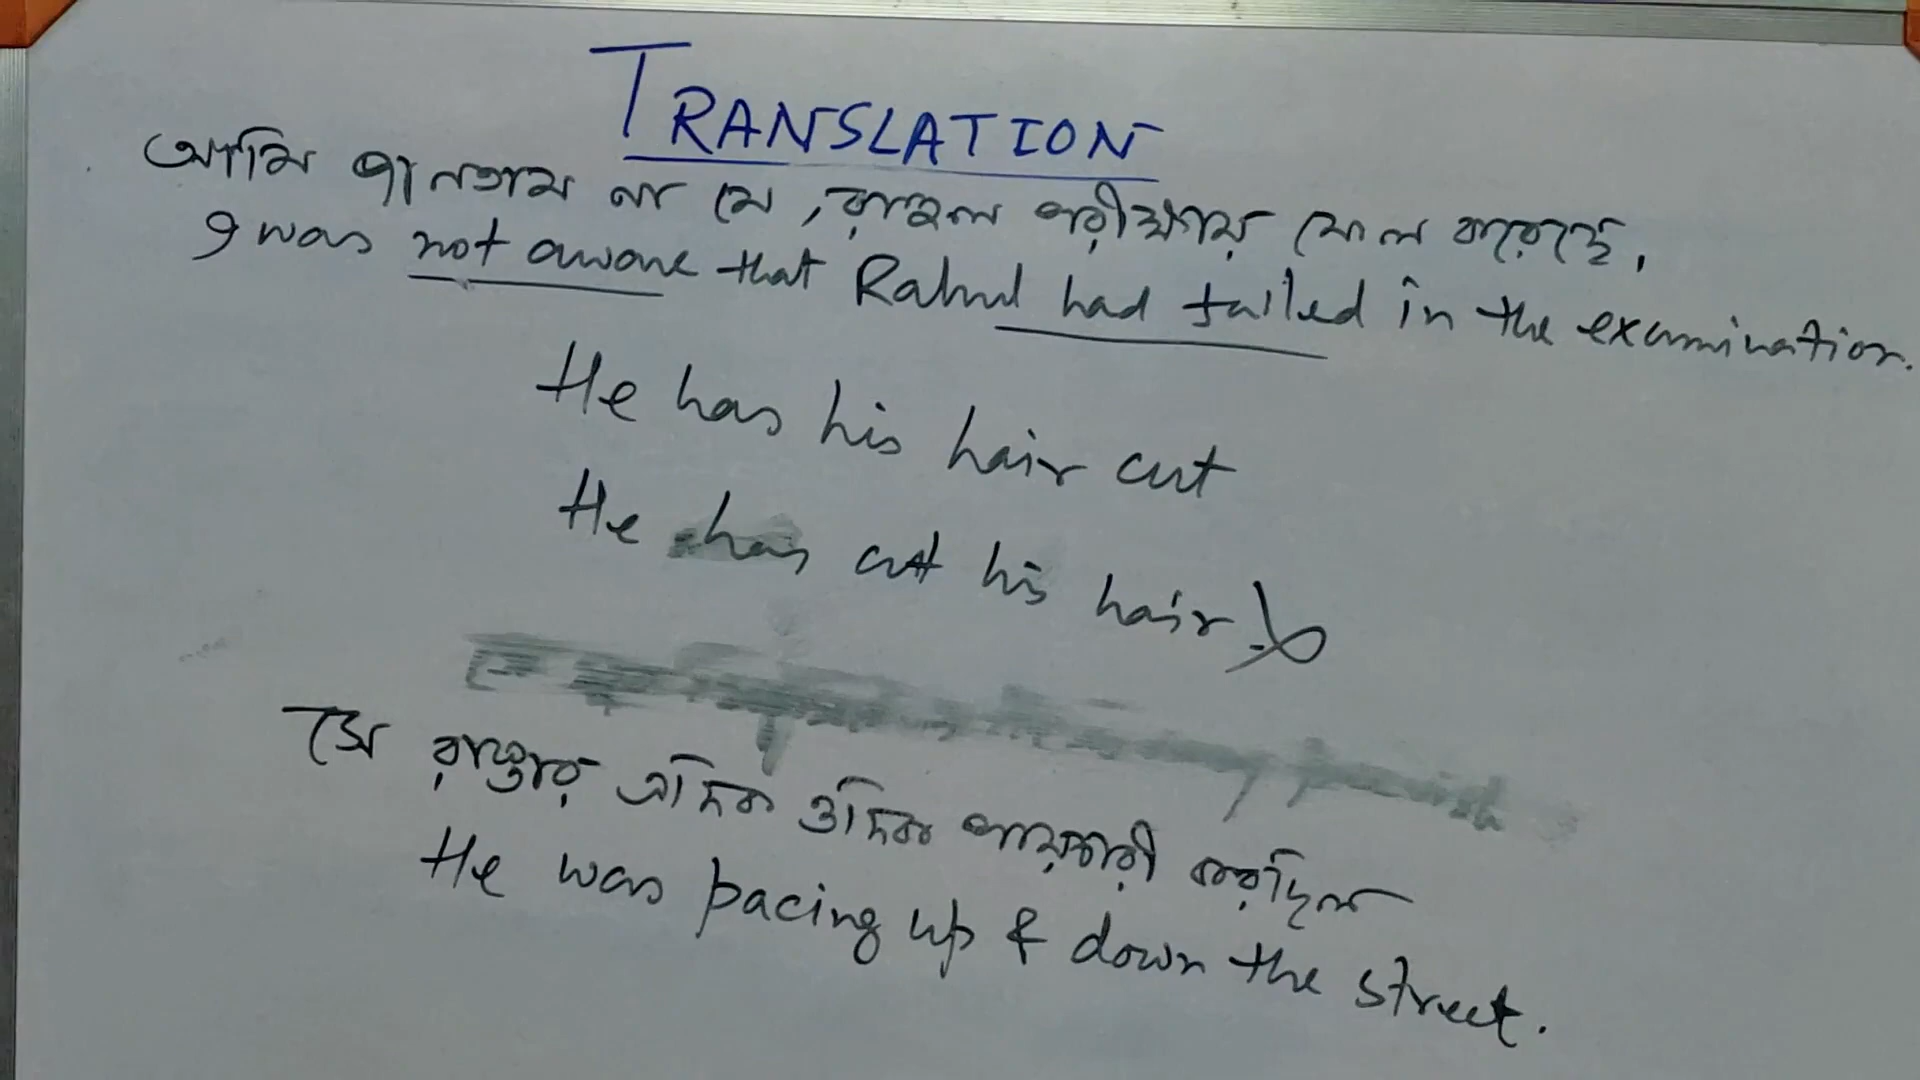 TRANSLATION
আমি জানতাম না যে, রাহুল পরীক্ষায় ফেল করেছে,
I was not aware that Rahul had failed in the examination.
He has his hair cut
He has cut his hair
সে রাস্তার এদিক ওদিক পায়চারী করছিল
He was pacing up & down the street.